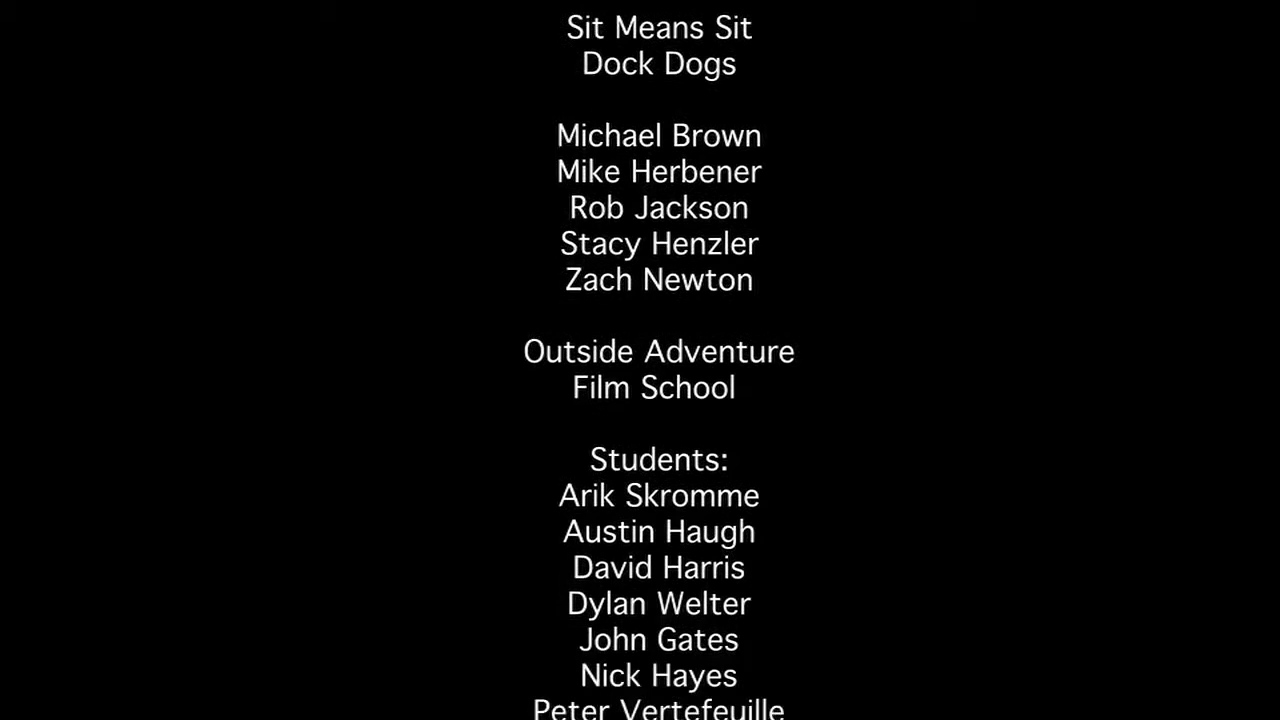 Sit Means Sit
Dock Dogs
Michael Brown
Mike Herbener
Rob Jackson
Stacy Henzler
Zach Newton
Outside Adventure
Film School
Students:
Arik Skromme
Austin Haugh
David Harris
Dylan Welter
John Gates
Nick Hayes
Peter Vertefeuille